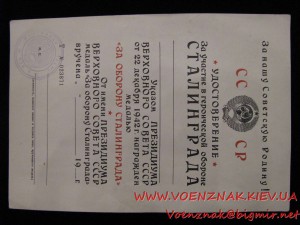 За нашу Советскую Родину!
СС СР
УДОСТОВЕРЕНИЕ
За участие в героической обороне
СТАЛИНГРАДА
Указом ПРЕЗИДИУМА
ВЕРХОВНОГО СОВЕТА СССР
от 22 декабря 1942 г. награжден
медалью
«ЗА ОБОРОНУ СТАЛИНГРАДА»
От имени ПРЕЗИДИУМА
ВЕРХОВНОГО СОВЕТА СССР
медаль «За оборону Сталинграда»
вручена 19 г.
WWW.VOENZNAK.KIEV.UA
Voenznak@bigmir.net